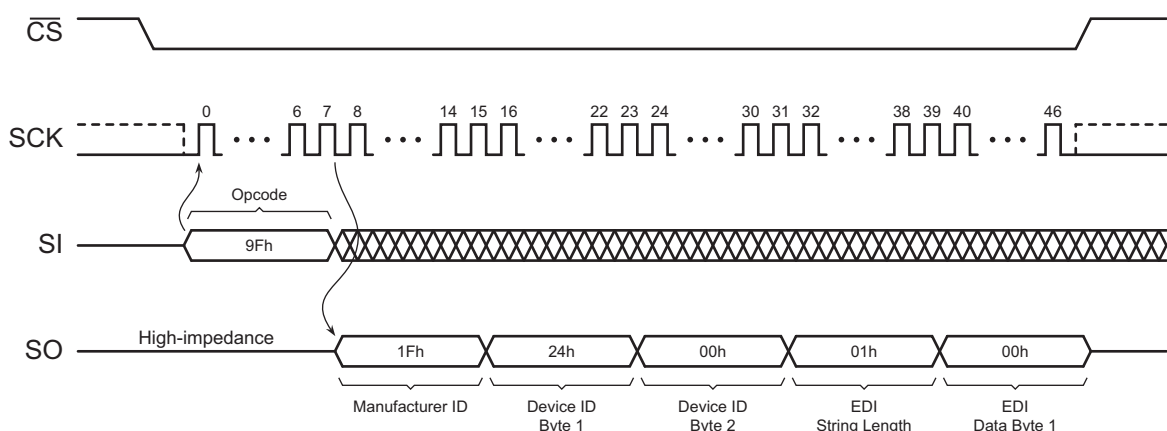 CS
0 6 7 8 14 15 16 22 23 24 30 31 32 38 39 40 46
SCK
Opcode
SI
9Fh
High-impedance
SO
1Fh 24h 00h 01h 00h
Manufacturer ID Device ID Device ID EDI EDI
Byte 1 Byte 2 String Length Data Byte 1